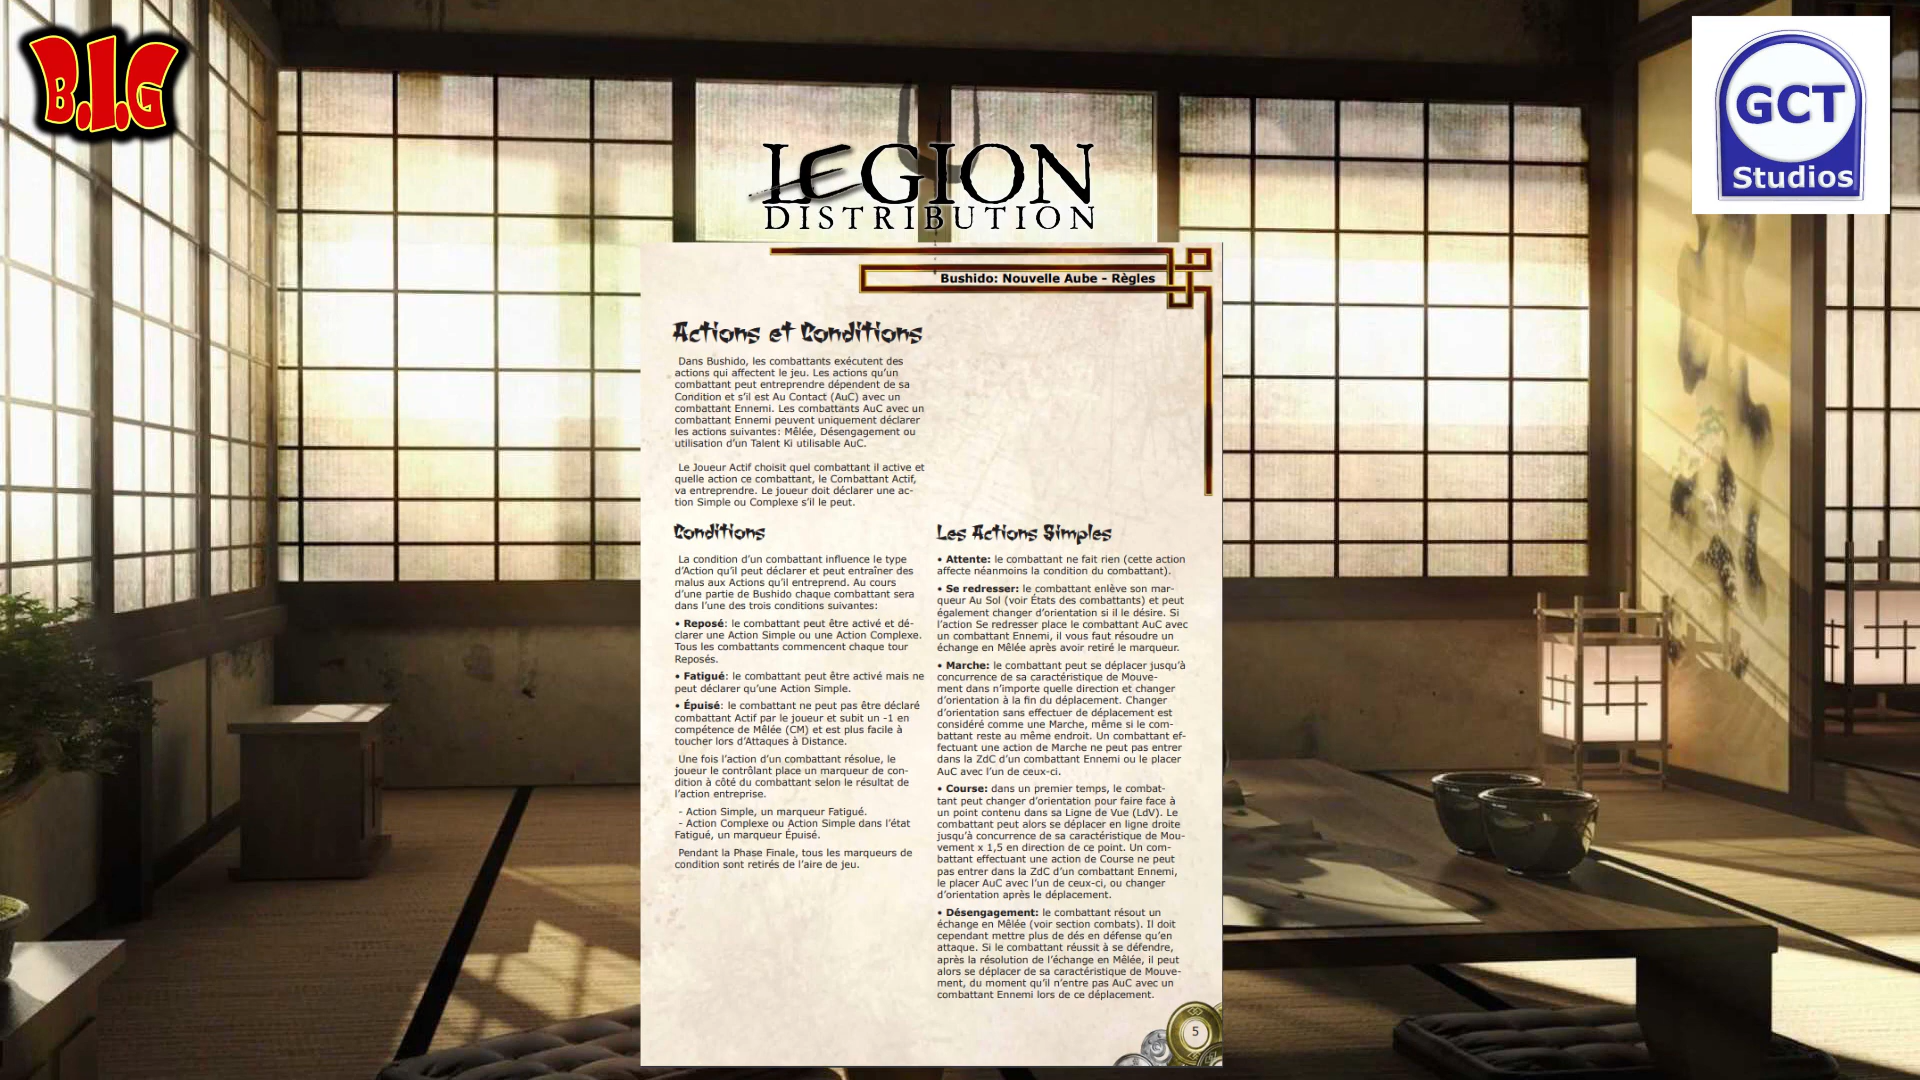 B.I.G
GCT
Studios
LEGION
DISTRIBUTION
Bushido: Nouvelle Aube - Règles
Actions et Conditions
Dans Bushido, les combattants exécutent des
actions qui affectent le jeu. Les actions qu’un
combattant peut entreprendre dépendent de sa
Condition et s’il est Au Contact (AuC) avec un
combattant Ennemi. Les combattants AuC avec un
combattant Ennemi peuvent uniquement déclarer
les actions suivantes: Mêlée, Désengagement ou
utilisation d’un Talent Ki utilisable AuC.
Le Joueur Actif choisit quel combattant il active et
quelle action ce combattant, le Combattant Actif,
va entreprendre. Le joueur doit déclarer une ac-
tion Simple ou Complexe s’il le peut.
Conditions
La condition d’un combattant influence le type
d’Action qu’il peut déclarer et peut entraîner des
malus aux Actions qu’il entreprend. Au cours
d’une partie de Bushido chaque combattant sera
dans l’une des trois conditions suivantes:
• Reposé: le combattant peut être activé et dé-
clarer une Action Simple ou une Action Complexe.
Tous les combattants commencent chaque tour
Reposés.
• Fatigué: le combattant peut être activé mais ne
peut déclarer qu’une Action Simple.
• Épuisé: le combattant ne peut pas être déclaré
combattant Actif par le joueur et subit un -1 en
compétence de Mêlée (CM) et est plus facile à
toucher lors d’Attaques à Distance.
Une fois l’action d’un combattant résolue, le
joueur le contrôlant place un marqueur de con-
dition à côté du combattant selon le résultat de
l’action entreprise.
- Action Simple, un marqueur Fatigué.
- Action Complexe ou Action Simple dans l’état
Fatigué, un marqueur Épuisé.
Pendant la Phase Finale, tous les marqueurs de
condition sont retirés de l’aire de jeu.
Les Actions Simples
• Attente: le combattant ne fait rien (cette action
affecte néanmoins la condition du combattant).
• Se redresser: le combattant enlève son mar-
queur Au Sol (voir États des combattants) et peut
également changer d’orientation si il le désire. Si
l’action Se redresser place le combattant AuC avec
un combattant Ennemi, il vous faut résoudre un
échange en Mêlée après avoir retiré le marqueur.
• Marche: le combattant peut se déplacer jusqu’à
concurrence de sa caractéristique de Mouve-
ment dans n’importe quelle direction et changer
d’orientation à la fin du déplacement. Changer
d’orientation sans effectuer de déplacement est
considéré comme une Marche, même si le com-
battant reste au même endroit. Un combattant ef-
fectuant une action de Marche ne peut pas entrer
dans la ZdC d’un combattant Ennemi ou le placer
AuC avec l’un de ceux-ci.
• Course: dans un premier temps, le combat-
tant peut changer d’orientation pour faire face à
un point contenu dans sa Ligne de Vue (LdV). Le
combattant peut alors se déplacer en ligne droite
jusqu’à concurrence de sa caractéristique de Mou-
vement x 1,5 en direction de ce point. Un com-
battant effectuant une action de Course ne peut
pas entrer dans la ZdC d’un combattant Ennemi,
le placer AuC avec l’un de ceux-ci, ou changer
d’orientation après le déplacement.
• Désengagement: le combattant résout un
échange en Mêlée (voir section combats). Il doit
cependant mettre plus de dés en défense qu’en
attaque. Si le combattant réussit à se défendre,
après la résolution de l’échange en Mêlée, il peut
alors se déplacer de sa caractéristique de Mouve-
ment, du moment qu’il n’entre pas AuC avec un
combattant Ennemi lors de ce déplacement.
5